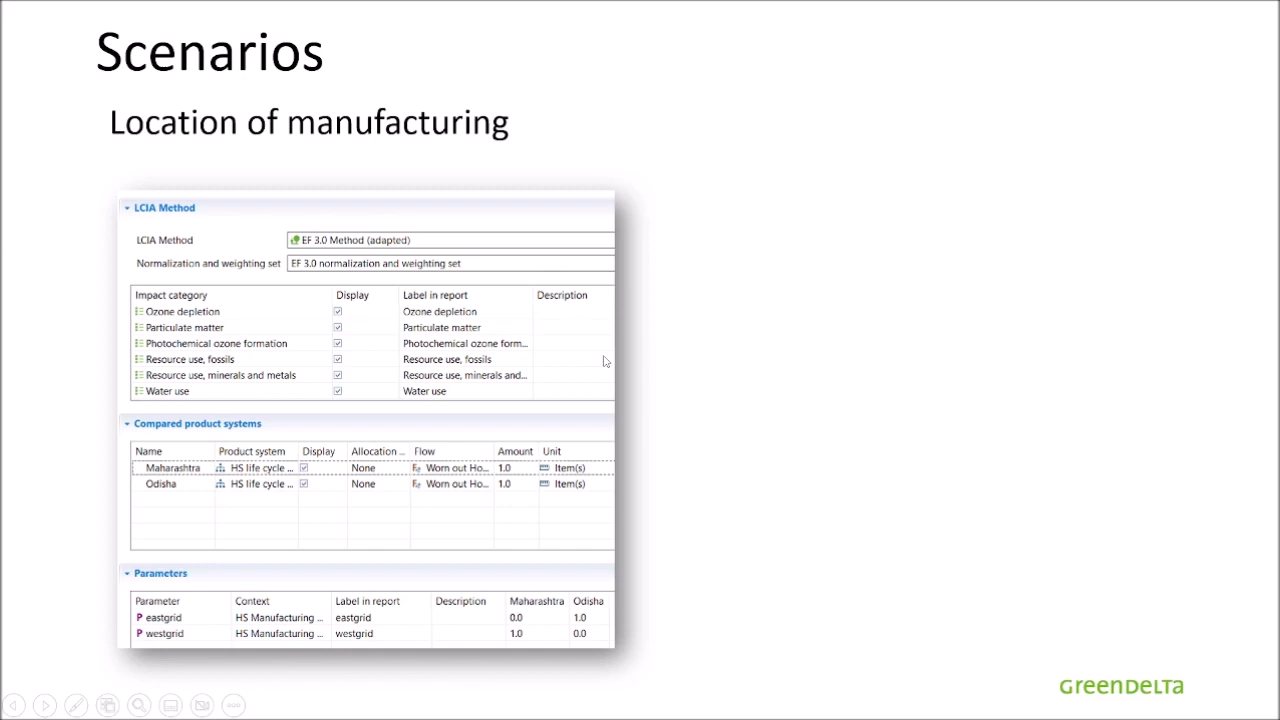 Scenarios
Location of manufacturing
LCIA Method
LCIA Method EF 3.0 Method (adapted)
Normalization and weighting set EF 3.0 normalization and weighting set
Impact category Display Label in report Description
Ozone depletion Ozone depletion
Particulate matter Particulate matter
Photochemical ozone formation Photochemical ozone form...
Resource use, fossils Resource use, fossils
Resource use, minerals and metals Resource use, minerals and...
Water use Water use
Compared product systems
Name Product system Display Allocation ... Flow Amount Unit
Maharashtra HS life cycle ... None Worn out Ho... 1.0 Item(s)
Odisha HS life cycle ... None Worn out Ho... 1.0 Item(s)
Parameters
Parameter Context Label in report Description Maharashtra Odisha
P eastgrid HS Manufacturing ... eastgrid 0.0 1.0
P westgrid HS Manufacturing ... westgrid 1.0 0.0
GREENDELTA